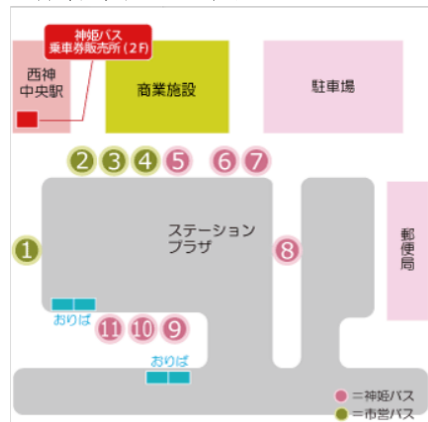 神姫バス
乗車券販売所(2F)
西神
中央駅
商業施設
駐車場
2 3 4 5 6 7
ステーション
プラザ
1
8
郵便局
おりば
11 10 9
おりば
=神姫バス
=市営バス